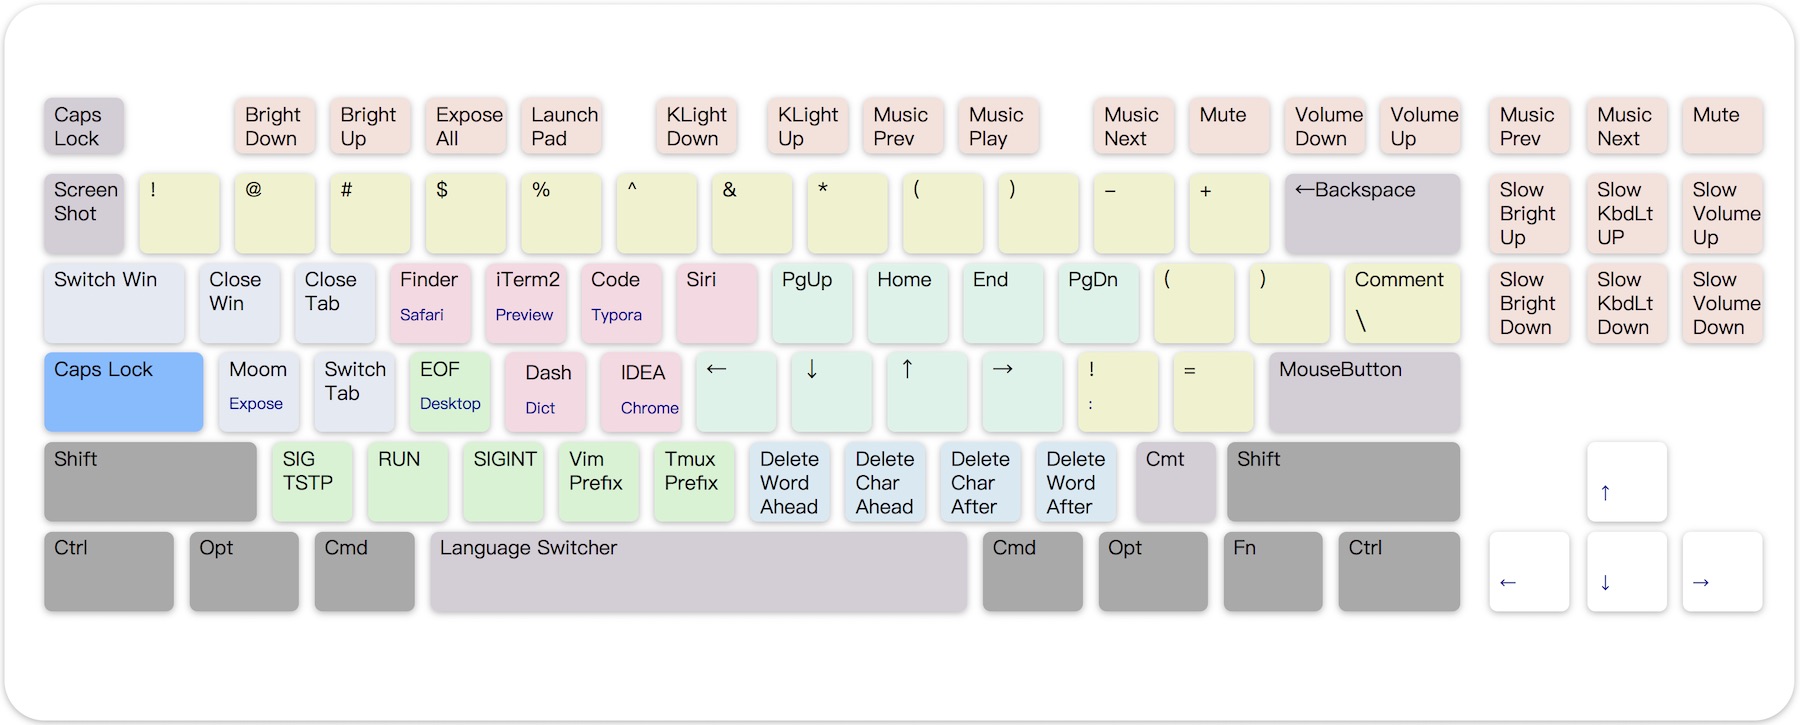 Caps Lock
Bright Down
Bright Up
Expose All
Launch Pad
KLight Down
KLight Up
Music Prev
Music Play
Music Next
Mute
Volume Down
Volume Up
Music Prev
Music Next
Mute
Screen Shot
!
@
#
$
%
^
&
*
(
)
–
+
←Backspace
Slow Bright Up
Slow KbdLt UP
Slow Volume Up
Switch Win
Close Win
Close Tab
Finder
Safari
iTerm2
Preview
Code
Typora
Siri
PgUp
Home
End
PgDn
(
)
Comment
\
Slow Bright Down
Slow KbdLt Down
Slow Volume Down
Caps Lock
Moom
Expose
Switch Tab
EOF
Desktop
Dash
Dict
IDEA
Chrome
←
↓
↑
→
!
:
=
MouseButton
Shift
SIG TSTP
RUN
SIGINT
Vim Prefix
Tmux Prefix
Delete Word Ahead
Delete Char Ahead
Delete Char After
Delete Word After
Cmt
Shift
↑
Ctrl
Opt
Cmd
Language Switcher
Cmd
Opt
Fn
Ctrl
←
↓
→